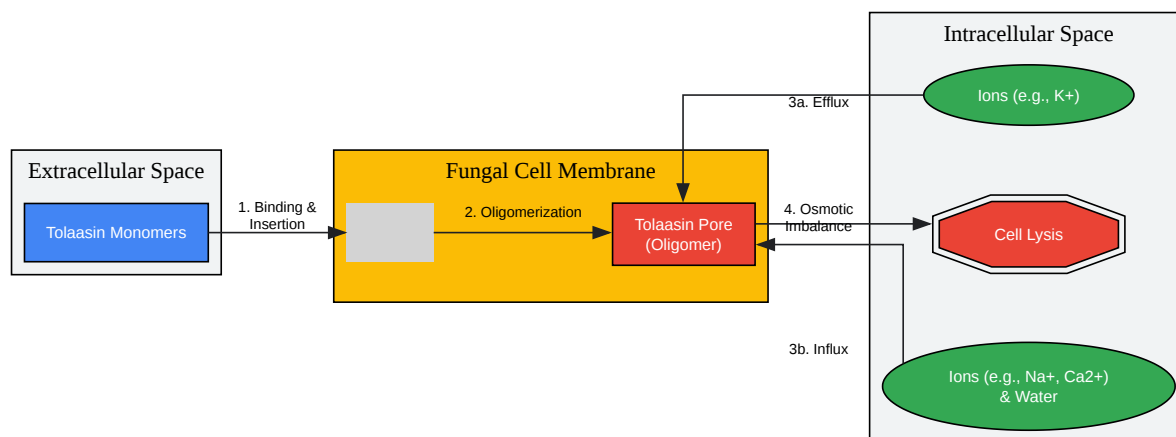 Extracellular Space
Tolaasin Monomers
1. Binding &
Insertion
Fungal Cell Membrane
2. Oligomerization
Tolaasin Pore
(Oligomer)
3a. Efflux
4. Osmotic
Imbalance
3b. Influx
Intracellular Space
Ions (e.g., K+)
Cell Lysis
Ions (e.g., Na+, Ca2+)
& Water